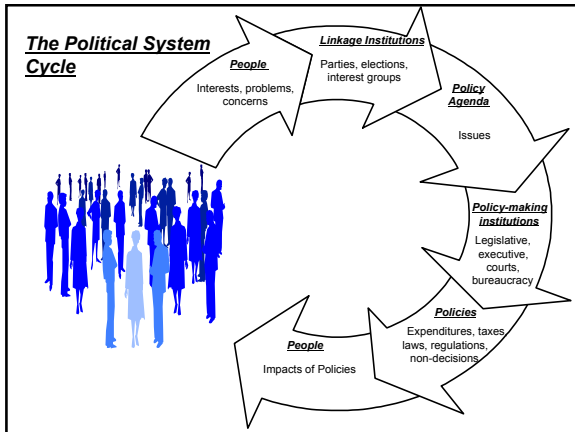 The Political System
Cycle
People
Interests, problems,
concerns
Linkage Institutions
Parties, elections,
interest groups
Policy
Agenda
Issues
Policy-making
institutions
Legislative,
executive,
courts,
bureaucracy
Policies
Expenditures, taxes
laws, regulations,
non-decisions
People
Impacts of Policies